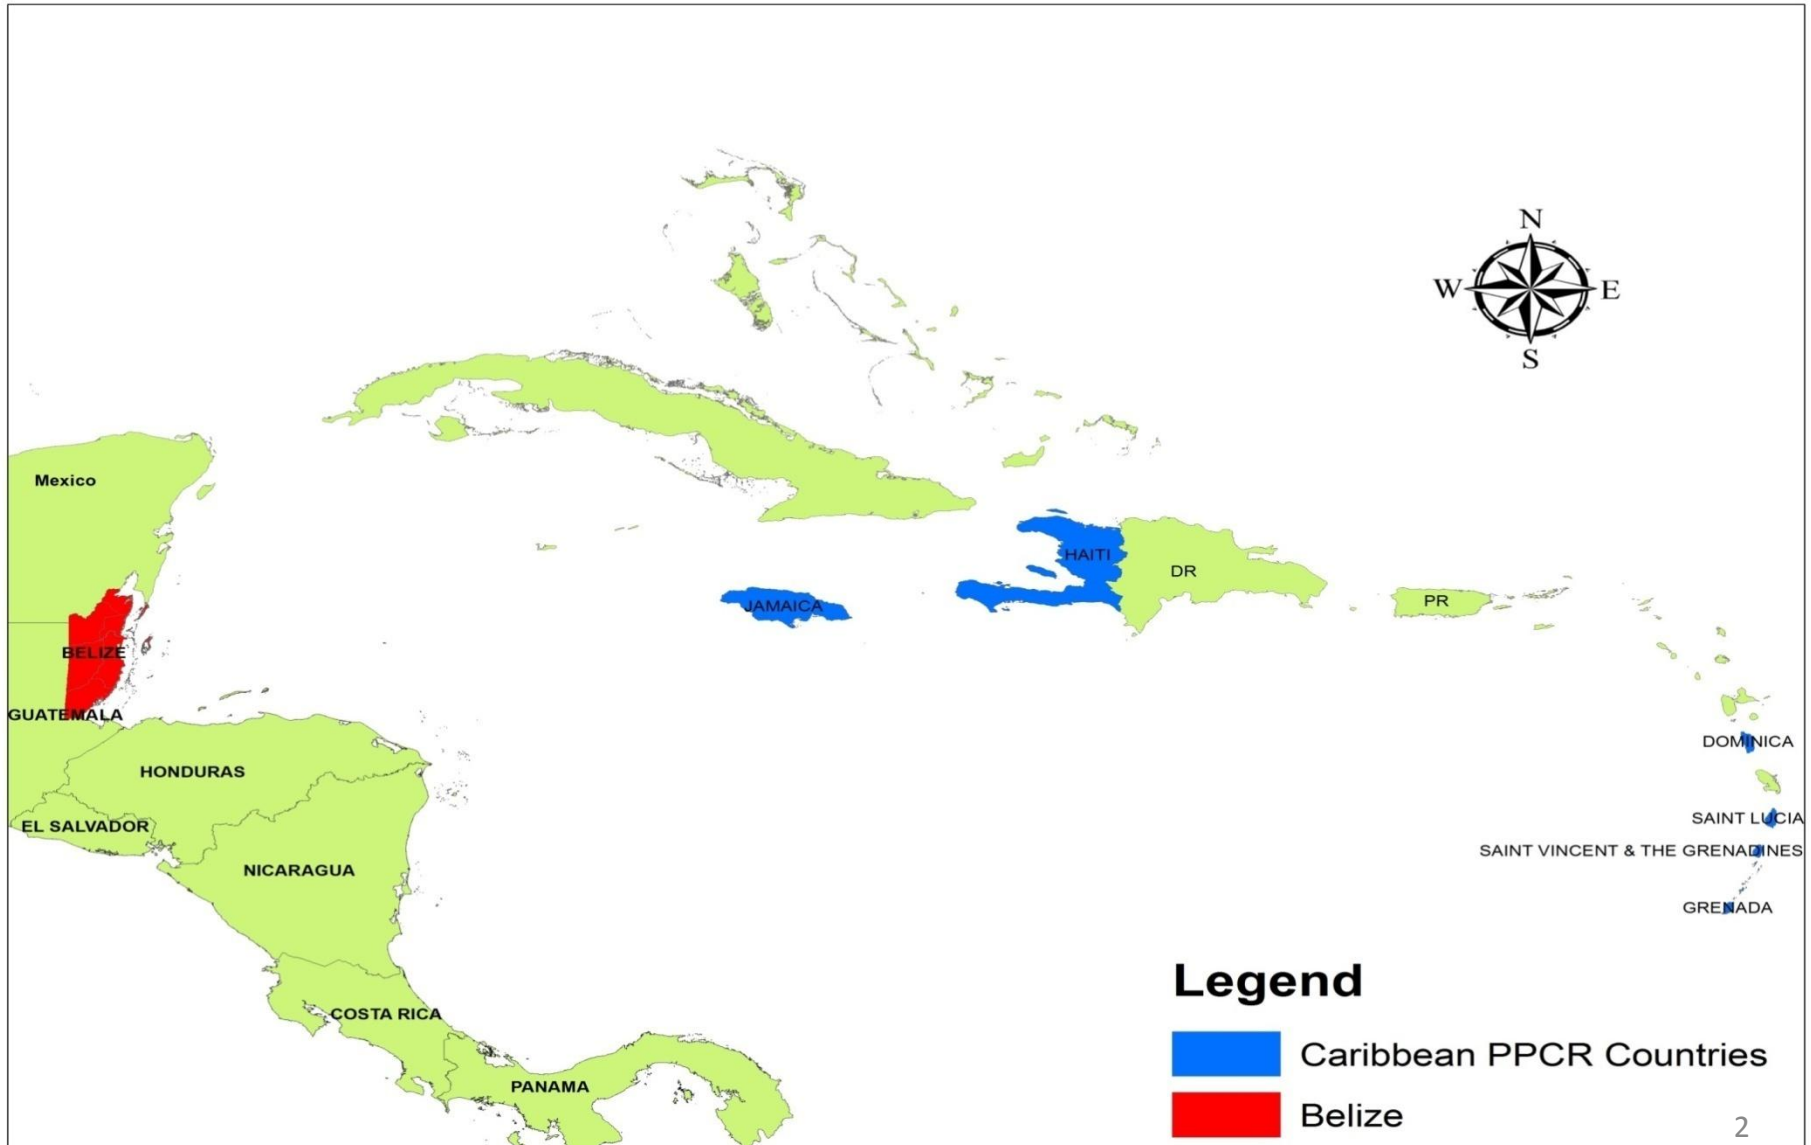 N
W E
S
Mexico
HAITI
DR
JAMAICA
PR
BELIZE
GUATEMALA
DOMINICA
HONDURAS
SAINT LUCIA
EL SALVADOR
SAINT VINCENT & THE GRENADINES
NICARAGUA
GRENADA
COSTA RICA
PANAMA
Legend
Caribbean PPCR Countries
Belize
2